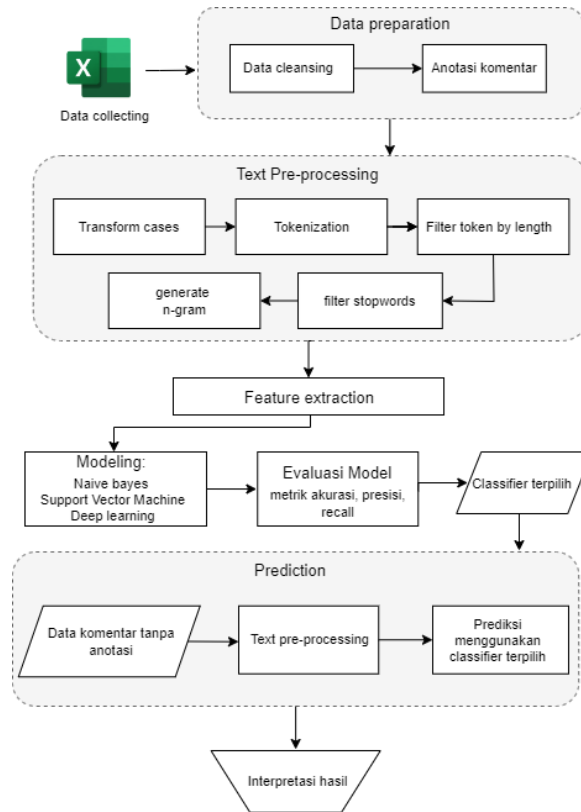 Data preparation
X
Data cleansing
Anotasi komentar
Data collecting
Text Pre-processing
Transform cases
Tokenization
Filter token by length
generate
n-gram
filter stopwords
Feature extraction
Modeling:
Naive bayes
Support Vector Machine
Deep learning
Evaluasi Model
metrik akurasi, presisi,
recall
Classifier terpilih
Prediction
Data komentar tanpa
anotasi
Text pre-processing
Prediksi
menggunakan
classifier terpilih
Interpretasi hasil